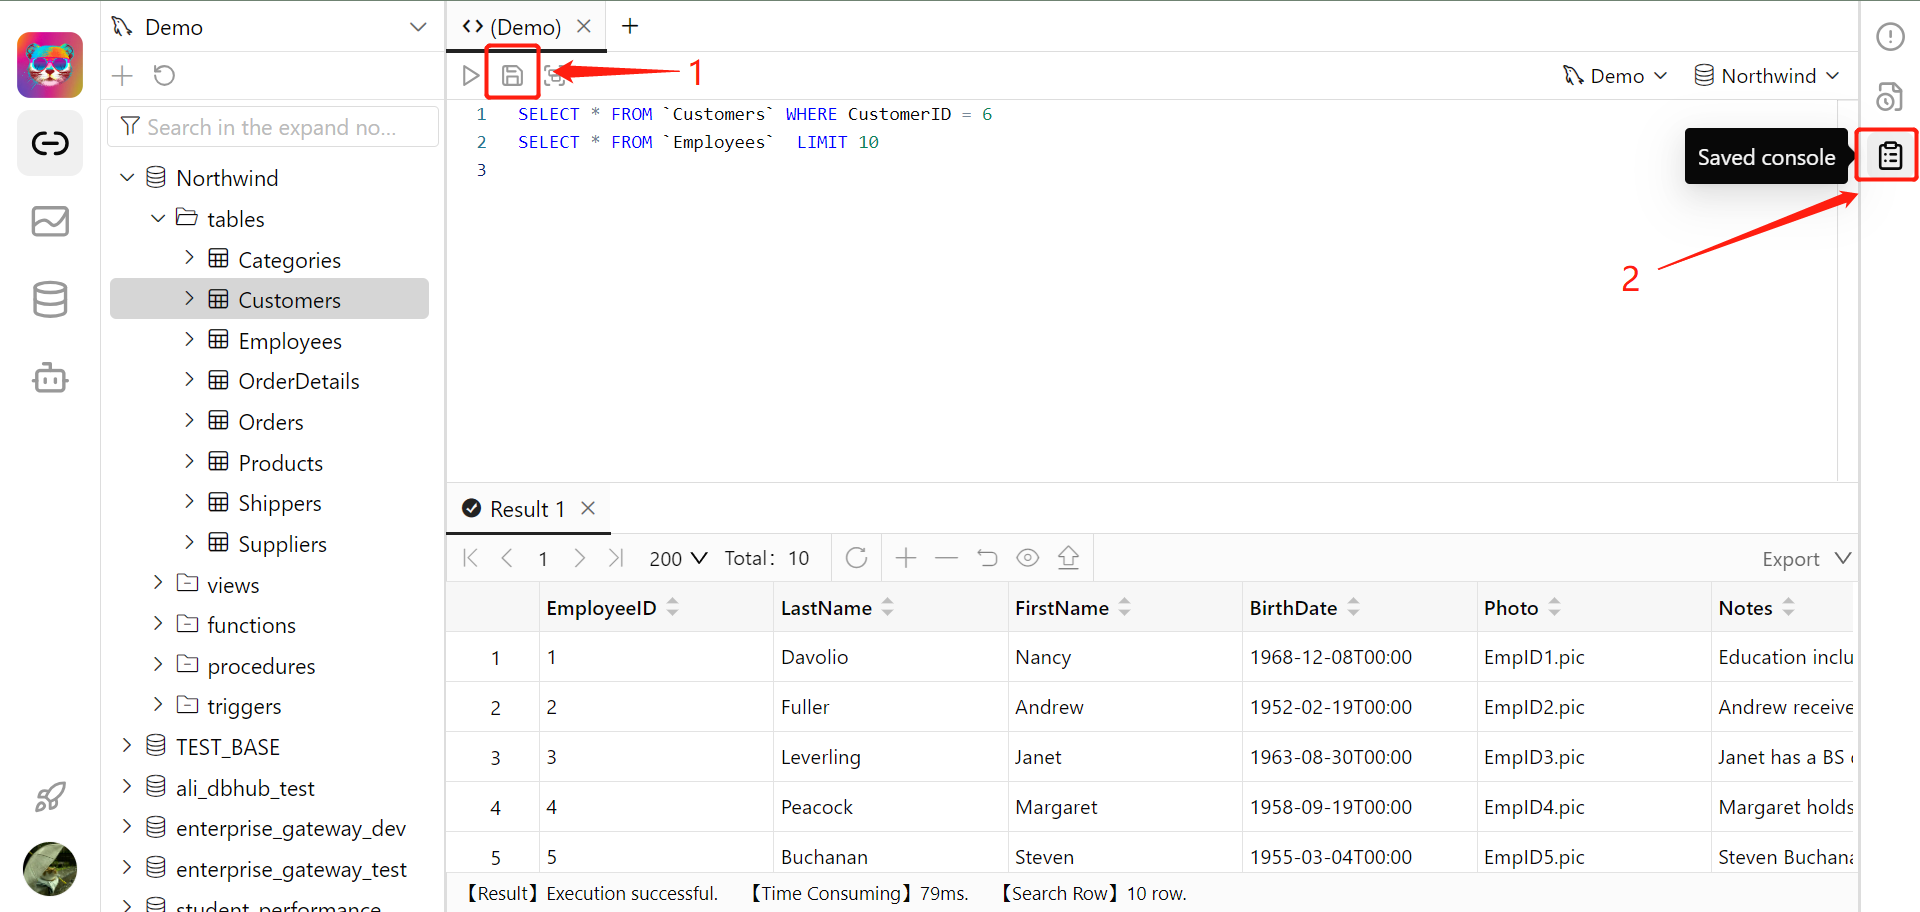 Demo
Search in the expand no...
Northwind
tables
Categories
Customers
Employees
OrderDetails
Orders
Products
Shippers
Suppliers
views
functions
procedures
triggers
TEST_BASE
ali_dbhub_test
enterprise_gateway_dev
enterprise_gateway_test
student_performance
<> (Demo)
1
Demo
Northwind
1 SELECT * FROM `Customers` WHERE CustomerID = 6
2 SELECT * FROM `Employees`  LIMIT 10
3
Saved console
2
Result 1
1
200
Total: 10
Export
EmployeeID LastName FirstName BirthDate Photo Notes
1 1 Davolio Nancy 1968-12-08T00:00 EmpID1.pic Education inclu
2 2 Fuller Andrew 1952-02-19T00:00 EmpID2.pic Andrew receive
3 3 Leverling Janet 1963-08-30T00:00 EmpID3.pic Janet has a BS
4 4 Peacock Margaret 1958-09-19T00:00 EmpID4.pic Margaret holds
5 5 Buchanan Steven 1955-03-04T00:00 EmpID5.pic Steven Buchana
【Result】Execution successful. 【Time Consuming】79ms. 【Search Row】10 row.